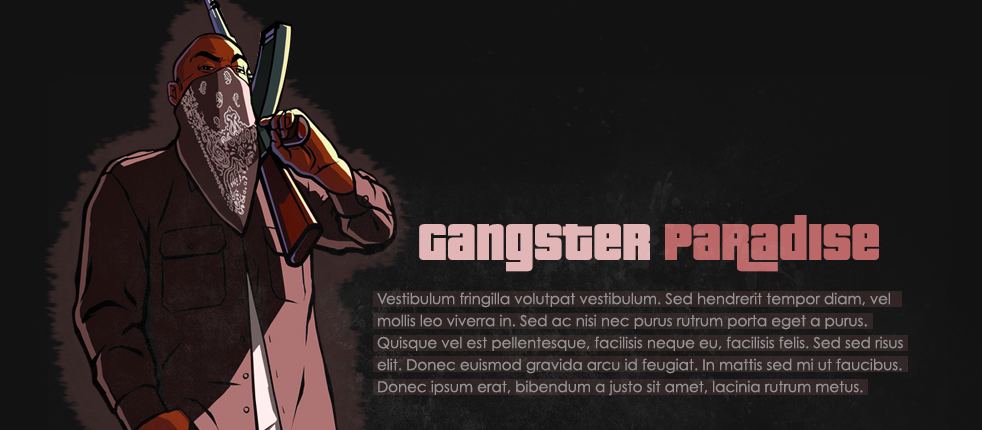 Gangster Paradise
Vestibulum fringilla volutpat vestibulum. Sed hendrerit tempor diam, vel
mollis leo viverra in. Sed ac nisi nec purus rutrum porta eget a purus.
Quisque vel est pellentesque, facilisis neque eu, facilisis felis. Sed sed risus
elit. Donec euismod gravida arcu id feugiat. In mattis sed mi ut faucibus.
Donec ipsum erat, bibendum a justo sit amet, lacinia rutrum metus.